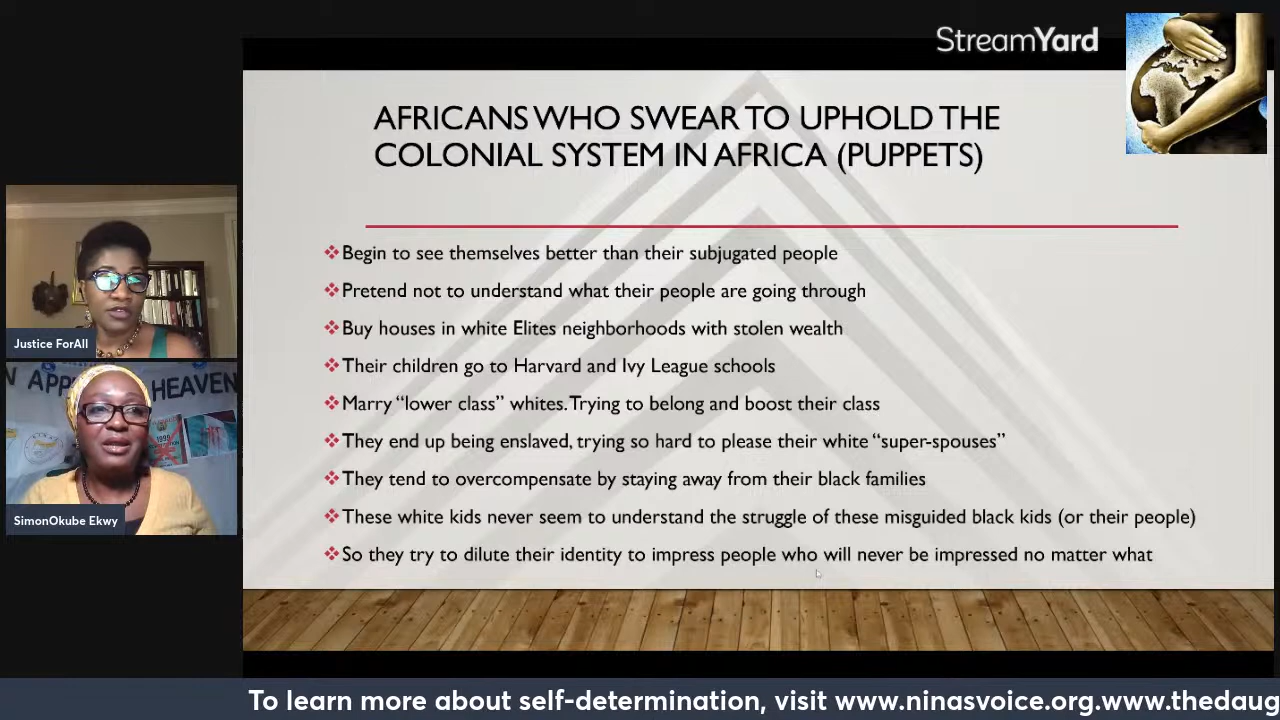 StreamYard
AFRICANS WHO SWEAR TO UPHOLD THE
COLONIAL SYSTEM IN AFRICA (PUPPETS)
Begin to see themselves better than their subjugated people
Pretend not to understand what their people are going through
Buy houses in white Elites neighborhoods with stolen wealth
Their children go to Harvard and Ivy League schools
Marry “lower class” whites. Trying to belong and boost their class
They end up being enslaved, trying so hard to please their white “super-spouses”
They tend to overcompensate by staying away from their black families
These white kids never seem to understand the struggle of these misguided black kids (or their people)
So they try to dilute their identity to impress people who will never be impressed no matter what
Justice ForAll
N APP HEAVEN
1999
SimonOkube Ekwy
To learn more about self-determination, visit www.ninasvoice.org.www.thedaug